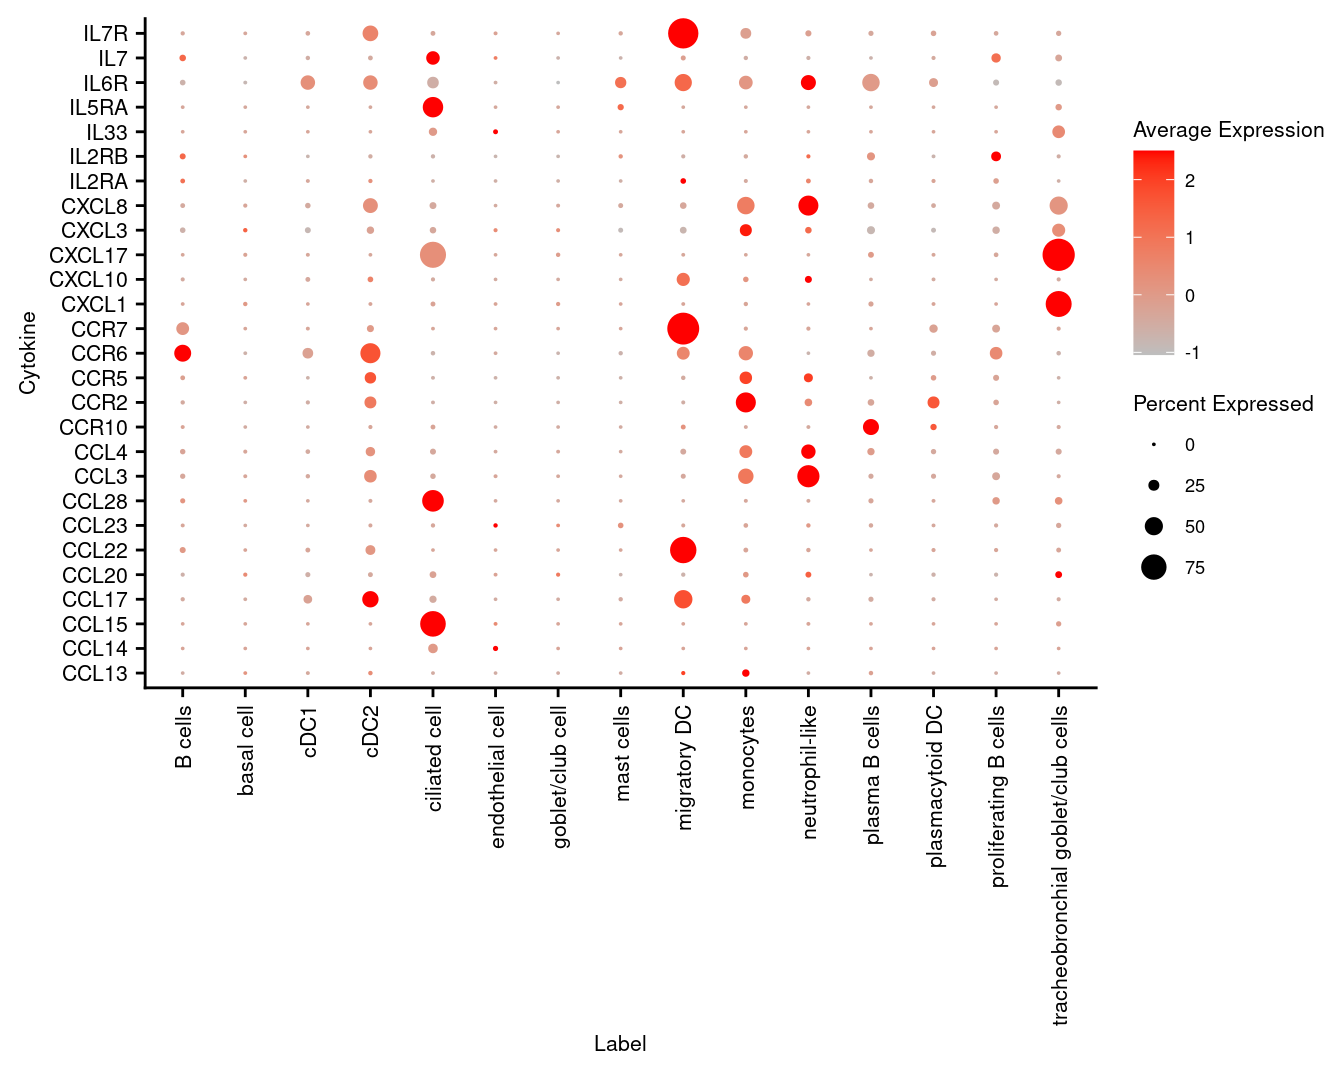 IL7R
IL7
IL6R
IL5RA
IL33
IL2RB
IL2RA
CXCL8
CXCL3
CXCL17
CXCL10
CXCL1
CCR7
CCR6
CCR5
CCR2
CCR10
CCL4
CCL3
CCL28
CCL23
CCL22
CCL20
CCL17
CCL15
CCL14
CCL13
Cytokine
B cells
basal cell
cDC1
cDC2
ciliated cell
endothelial cell
goblet/club cell
mast cells
migratory DC
monocytes
neutrophil-like
plasma B cells
plasmacytoid DC
proliferating B cells
tracheobronchial goblet/club cells
Label
Average Expression
2
1
0
-1
Percent Expressed
0
25
50
75